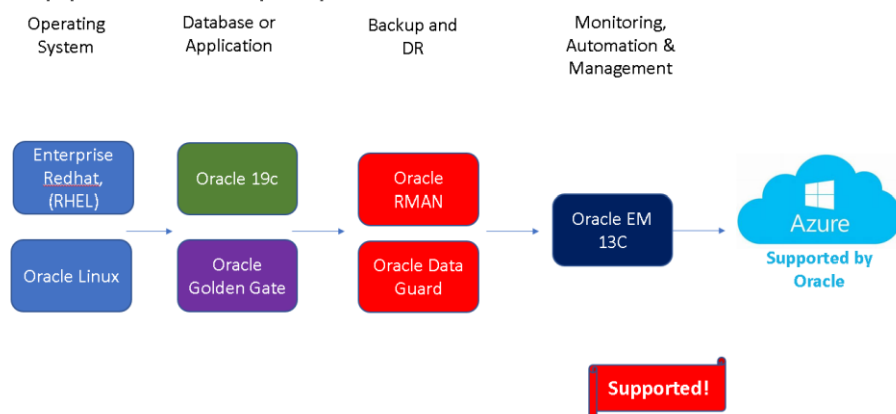 Operating
System
Database or
Application
Backup and
DR
Monitoring,
Automation &
Management
Enterprise
Redhat,
(RHEL)
Oracle 19c
Oracle
RMAN
Oracle EM
13C
Azure
Oracle Linux
Oracle
Golden Gate
Oracle Data
Guard
Supported by
Oracle
Supported!